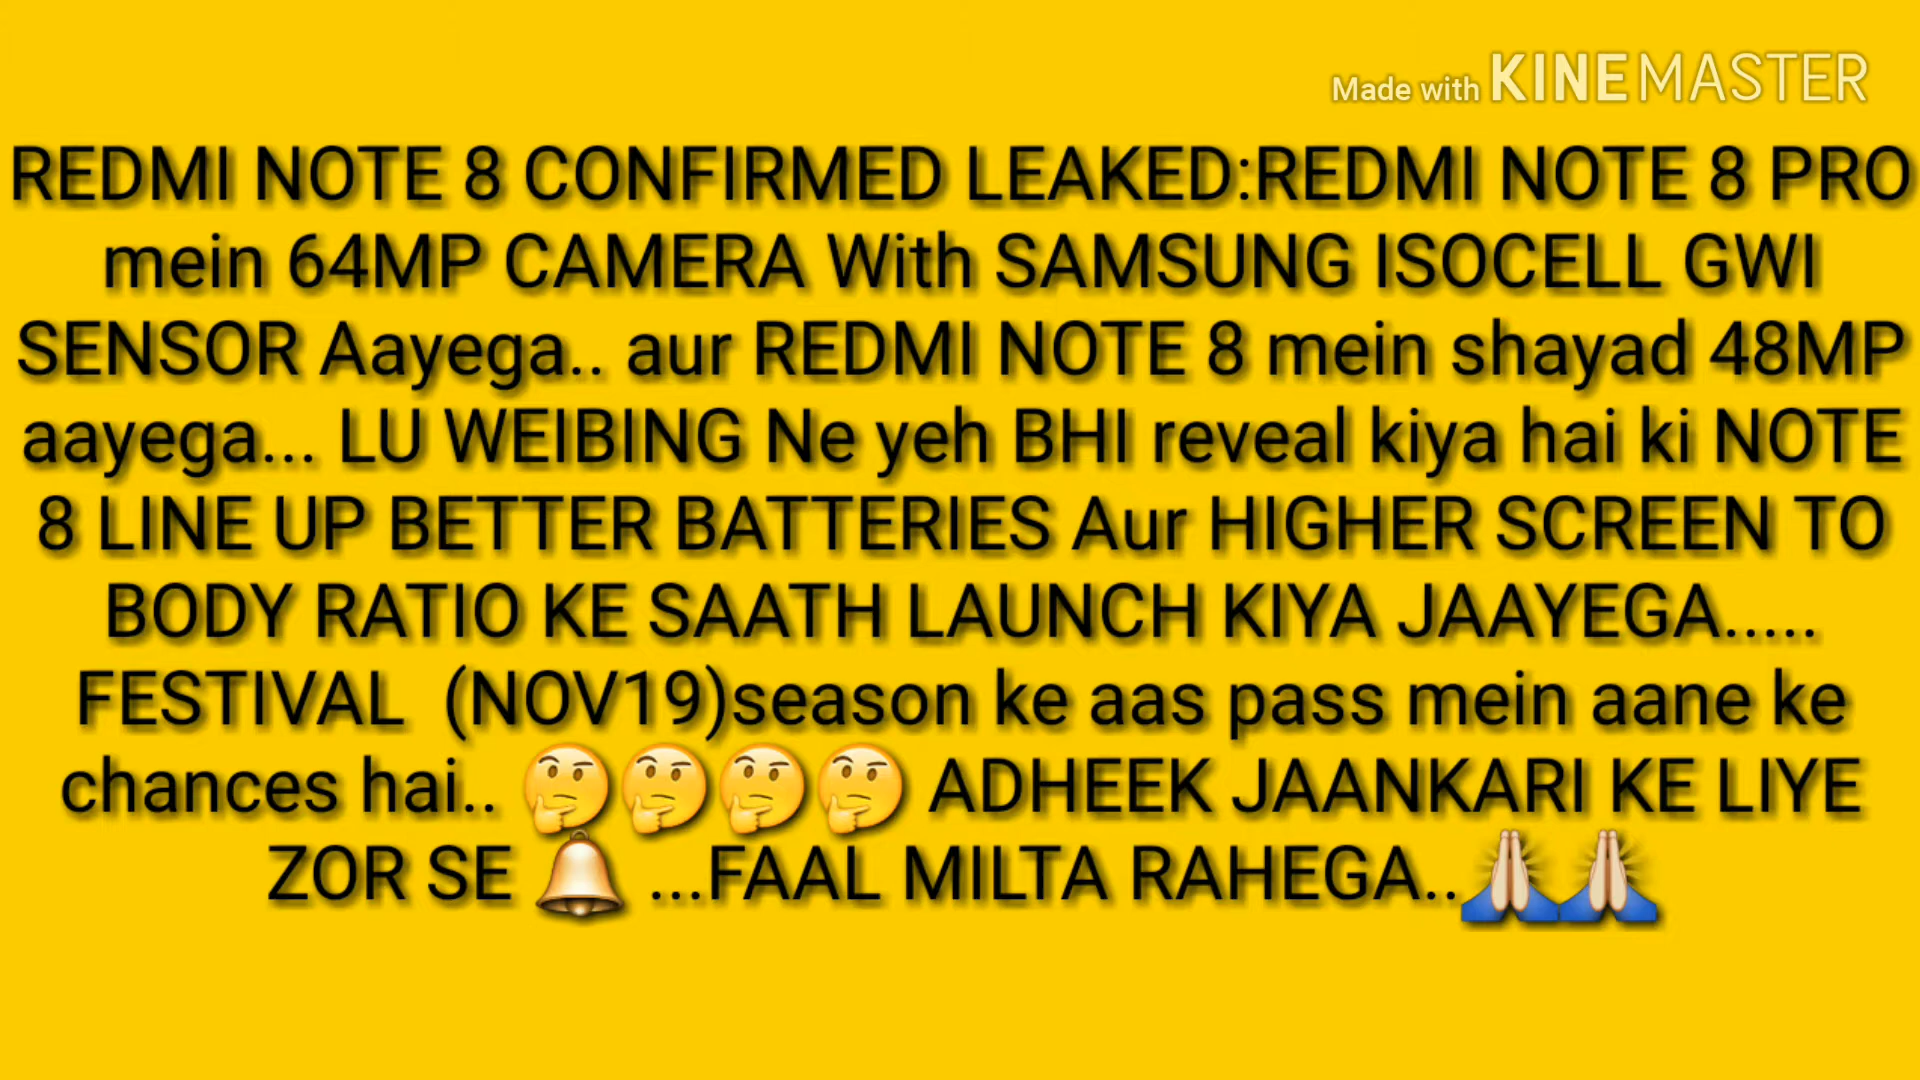 Made with KINEMASTER
REDMI NOTE 8 CONFIRMED LEAKED:REDMI NOTE 8 PRO
mein 64MP CAMERA With SAMSUNG ISOCELL GWI
SENSOR Aayega.. aur REDMI NOTE 8 mein shayad 48MP
aayega... LU WEIBING Ne yeh BHI reveal kiya hai ki NOTE
8 LINE UP BETTER BATTERIES Aur HIGHER SCREEN TO
BODY RATIO KE SAATH LAUNCH KIYA JAAYEGA.....
FESTIVAL (NOV19)season ke aas pass mein aane ke
chances hai.. 🤔🤔🤔🤔 ADHEEK JAANKARI KE LIYE
ZOR SE 🔔 ...FAAL MILTA RAHEGA..🙏🙏